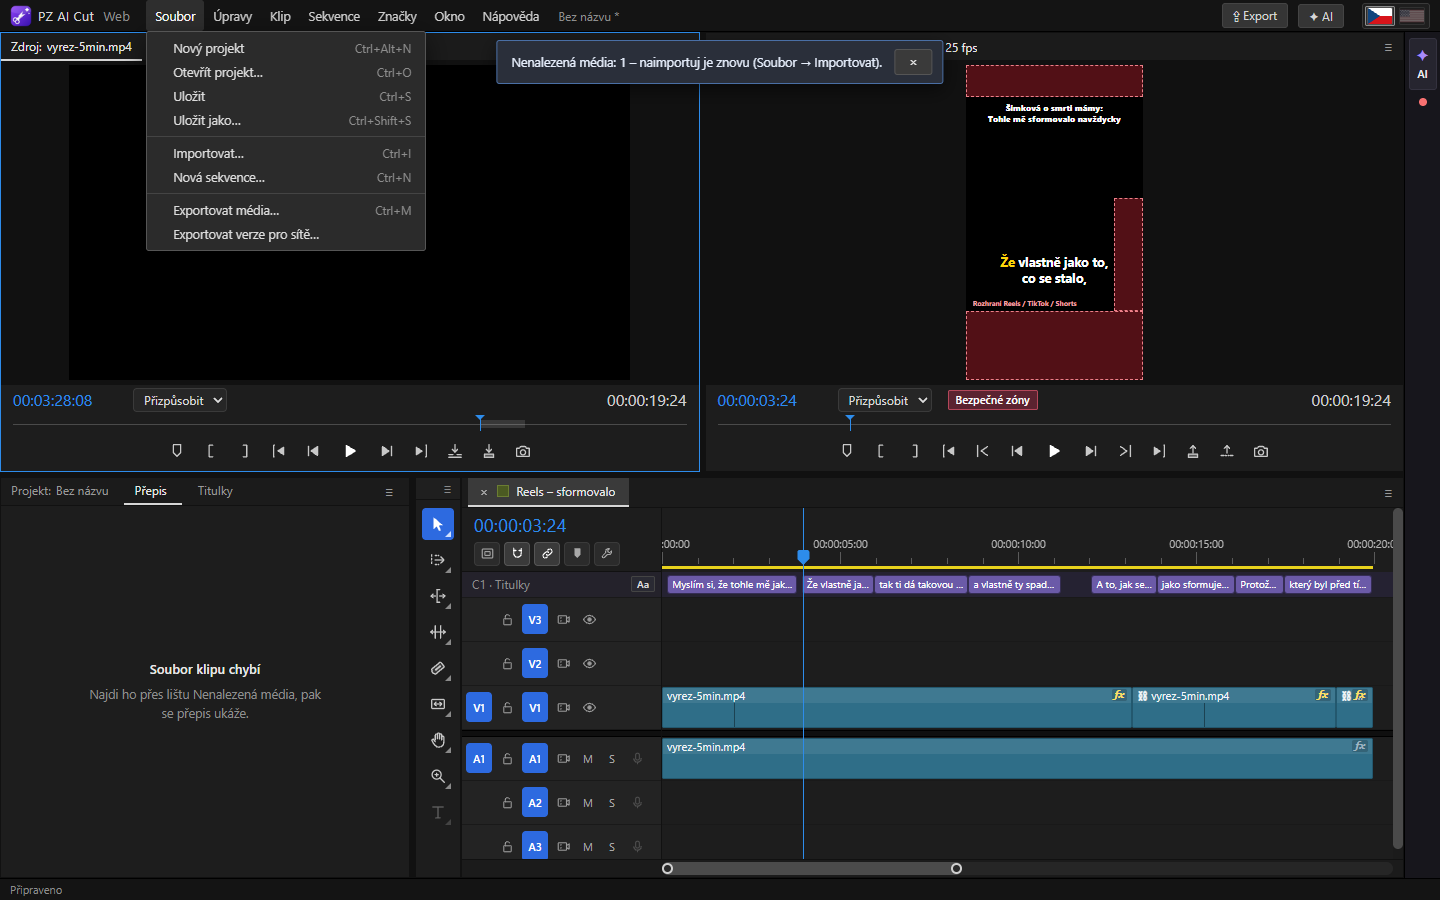 PZ AI Cut Web
Soubor
Úpravy
Klip
Sekvence
Značky
Okno
Nápověda
Bez názvu *
Export
AI
Zdroj: vyrez-5min.mp4
Nový projekt Ctrl+Alt+N
Otevřít projekt... Ctrl+O
Uložit Ctrl+S
Uložit jako... Ctrl+Shift+S
Importovat... Ctrl+I
Nová sekvence... Ctrl+N
Exportovat média... Ctrl+M
Exportovat verze pro sítě...
Nenalezená média: 1 – naimportuj je znovu (Soubor → Importovat). ×
25 fps
AI
Šimková o smrti mámy:
Tohle mě sformovalo navždycky
Že vlastně jako to,
co se stalo,
Rozhraní Reels / TikTok / Shorts
00:03:28:08
Přizpůsobit
00:00:19:24
00:00:03:24
Přizpůsobit
Bezpečné zóny
00:00:19:24
Projekt: Bez názvu
Přepis
Titulky
Soubor klipu chybí
Najdi ho přes lištu Nenalezená média, pak
se přepis ukáže.
× Reels – sformovalo
00:00:03:24
:00:00
00:00:05:00
00:00:10:00
00:00:15:00
00:00:20:0
C1 · Titulky
Aa
Myslím si, že tohle mě jak...
Že vlastně ja...
tak ti dá takovou ...
a vlastně ty spad...
A to, jak se...
jako sformuje...
Protož...
který byl před tí...
V3
V2
V1 V1
vyrez-5min.mp4 fx
vyrez-5min.mp4 fx
fx
A1 A1 M S
vyrez-5min.mp4 fx
A2 M S
A3 M S
Připraveno